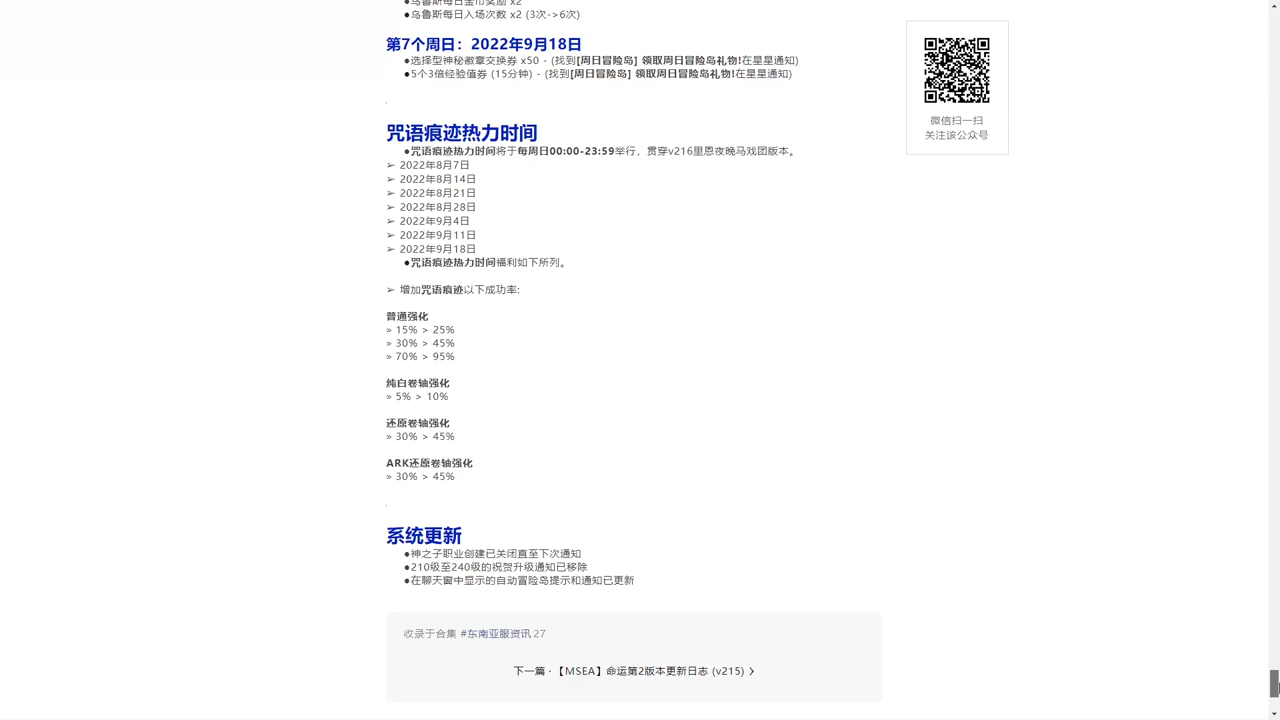 ●乌鲁斯每日金币奖励 x2
●乌鲁斯每日入场次数 x2 (3次->6次)
第7个周日：2022年9月18日
●选择型神秘徽章交换券 x50 - (找到[周日冒险岛] 领取周日冒险岛礼物!在星星通知)
●5个3倍经验值券 (15分钟) - (找到[周日冒险岛] 领取周日冒险岛礼物!在星星通知)
微信扫一扫
关注该公众号
咒语痕迹热力时间
●咒语痕迹热力时间将于每周日00:00-23:59举行，贯穿v216里恩夜晚马戏团版本。
➢ 2022年8月7日
➢ 2022年8月14日
➢ 2022年8月21日
➢ 2022年8月28日
➢ 2022年9月4日
➢ 2022年9月11日
➢ 2022年9月18日
●咒语痕迹热力时间福利如下所列。
➢ 增加咒语痕迹以下成功率:
普通强化
» 15% > 25%
» 30% > 45%
» 70% > 95%
纯白卷轴强化
» 5% > 10%
还原卷轴强化
» 30% > 45%
ARK还原卷轴强化
» 30% > 45%
系统更新
●神之子职业创建已关闭直至下次通知
●210级至240级的祝贺升级通知已移除
●在聊天窗中显示的自动冒险岛提示和通知已更新
收录于合集 #东南亚服资讯 27
下一篇 · 【MSEA】命运第2版本更新日志 (v215) >